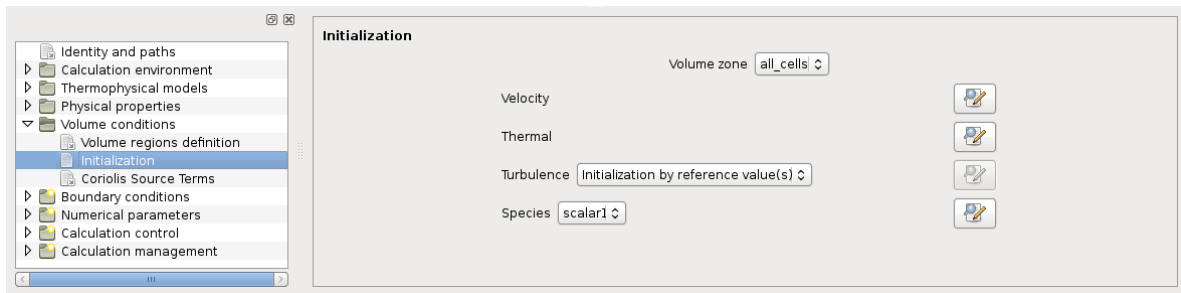 Identity and paths
Calculation environment
Thermophysical models
Physical properties
Volume conditions
Volume regions definition
Initialization
Coriolis Source Terms
Boundary conditions
Numerical parameters
Calculation control
Calculation management
Initialization
Volume zone all_cells
Velocity
Thermal
Turbulence Initialization by reference value(s)
Species scalar1